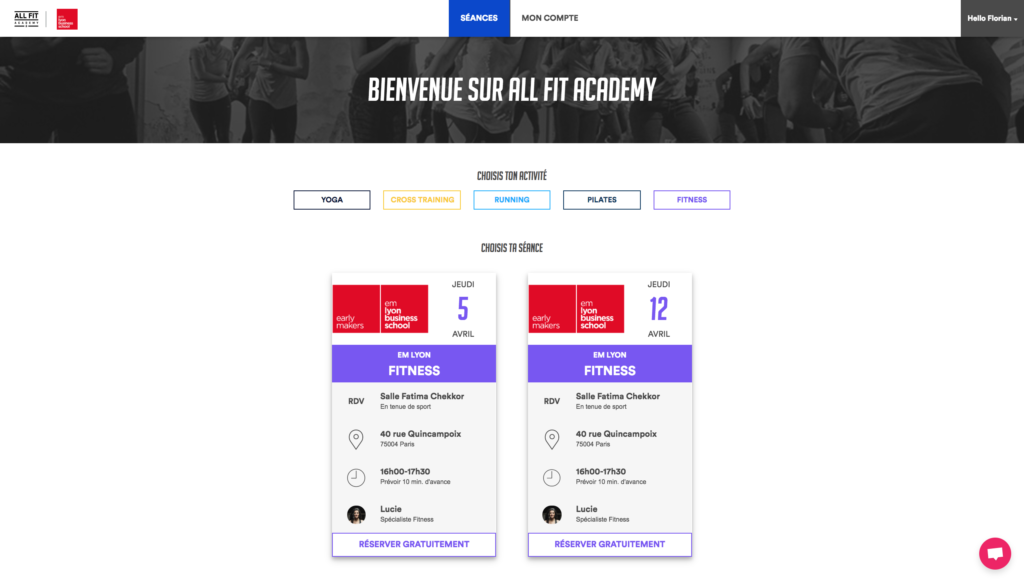 ALL FIT
ACADEMY
em
lyon
business
school
SÉANCES
MON COMPTE
Hello Florian
BIENVENUE SUR ALL FIT ACADEMY
CHOISIS TON ACTIVITÉ
YOGA
CROSS TRAINING
RUNNING
PILATES
FITNESS
CHOISIS TA SÉANCE
early
makers
em
lyon
business
school
JEUDI
5
AVRIL
EM LYON
FITNESS
RDV
Salle Fatima Chekkor
En tenue de sport
40 rue Quincampoix
75004 Paris
16h00-17h30
Prévoir 10 min. d'avance
Lucie
Spécialiste Fitness
RÉSERVER GRATUITEMENT
early
makers
em
lyon
business
school
JEUDI
12
AVRIL
EM LYON
FITNESS
RDV
Salle Fatima Chekkor
En tenue de sport
40 rue Quincampoix
75004 Paris
16h00-17h30
Prévoir 10 min. d'avance
Lucie
Spécialiste Fitness
RÉSERVER GRATUITEMENT